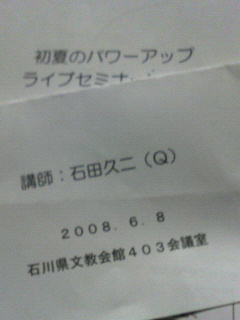 初夏のパワーアップ
ライブセミナ
講師：石田久二（Q）
２００８．６．８
石川県文教会館４０３会議室